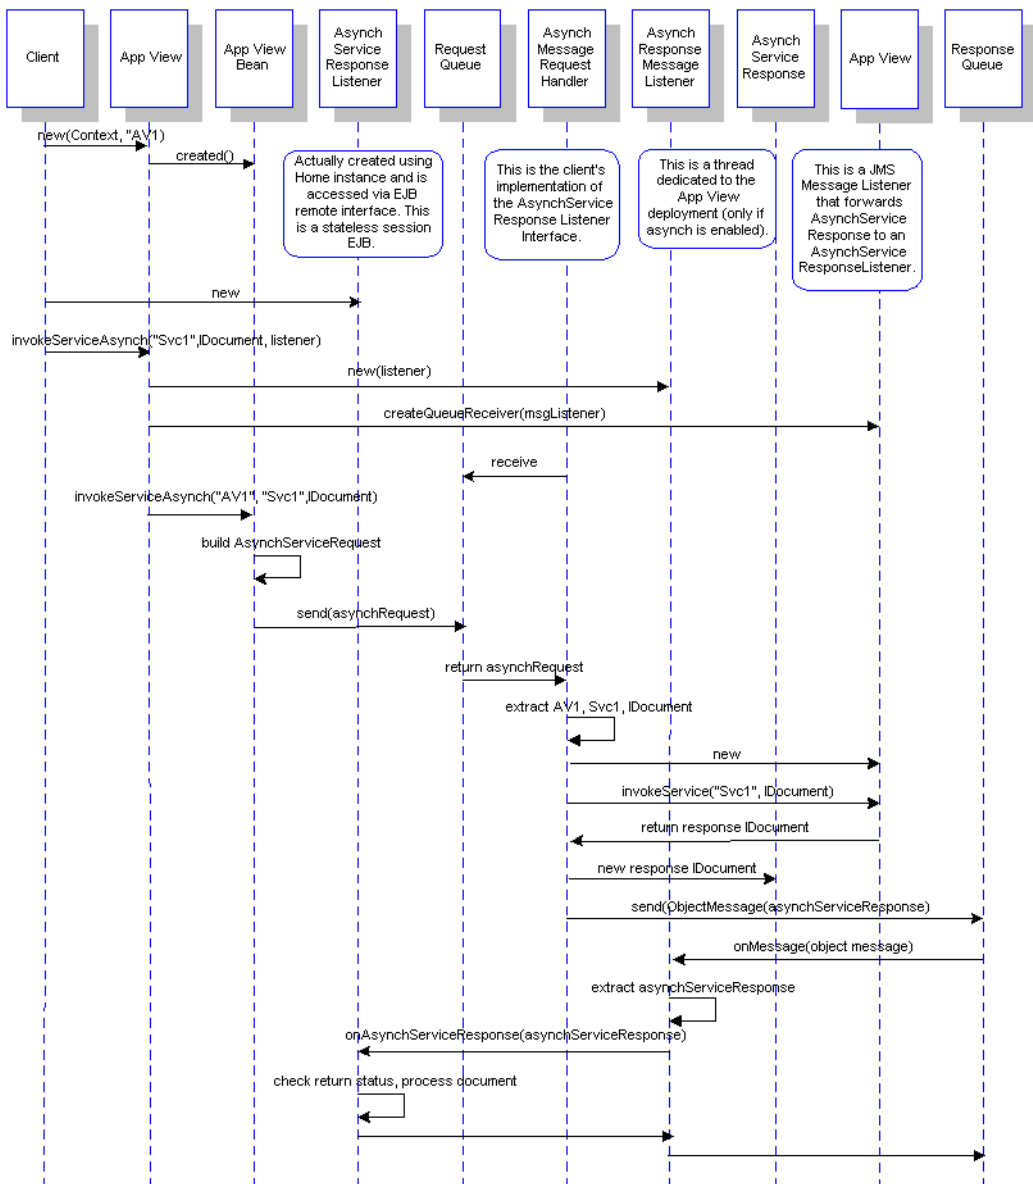 Client
App View
App View
Bean
Asynch
Service
Response
Listener
Request
Queue
Asynch
Message
Request
Handler
Asynch
Response
Message
Listener
Asynch
Service
Response
App View
Response
Queue
new(Context, "AV1)
created()
Actually created using
Home instance and is
accessed via EJB
remote interface. This
is a stateless session
EJB.
This is the client's
implementation of
the AsynchService
Response Listener
Interface.
This is a thread
dedicated to the
App View
deployment (only if
asynch is enabled).
This is a JMS
Message Listener
that forwards
AsynchService
Response to an
AsynchService
ResponseListener.
new
invokeServiceAsynch("Svc1",IDocument, listener)
new(listener)
createQueueReceiver(msgListener)
receive
invokeServiceAsynch("AV1", "Svc1",IDocument)
build AsynchServiceRequest
send(asynchRequest)
return asynchRequest
extract AV1, Svc1, IDocument
new
invokeService("Svc1", IDocument)
return response IDocument
new response IDocument
send(ObjectMessage(asynchServiceResponse)
onMessage(object message)
extract asynchServiceResponse
onAsynchServiceResponse(asynchServiceResponse)
check return status, process document